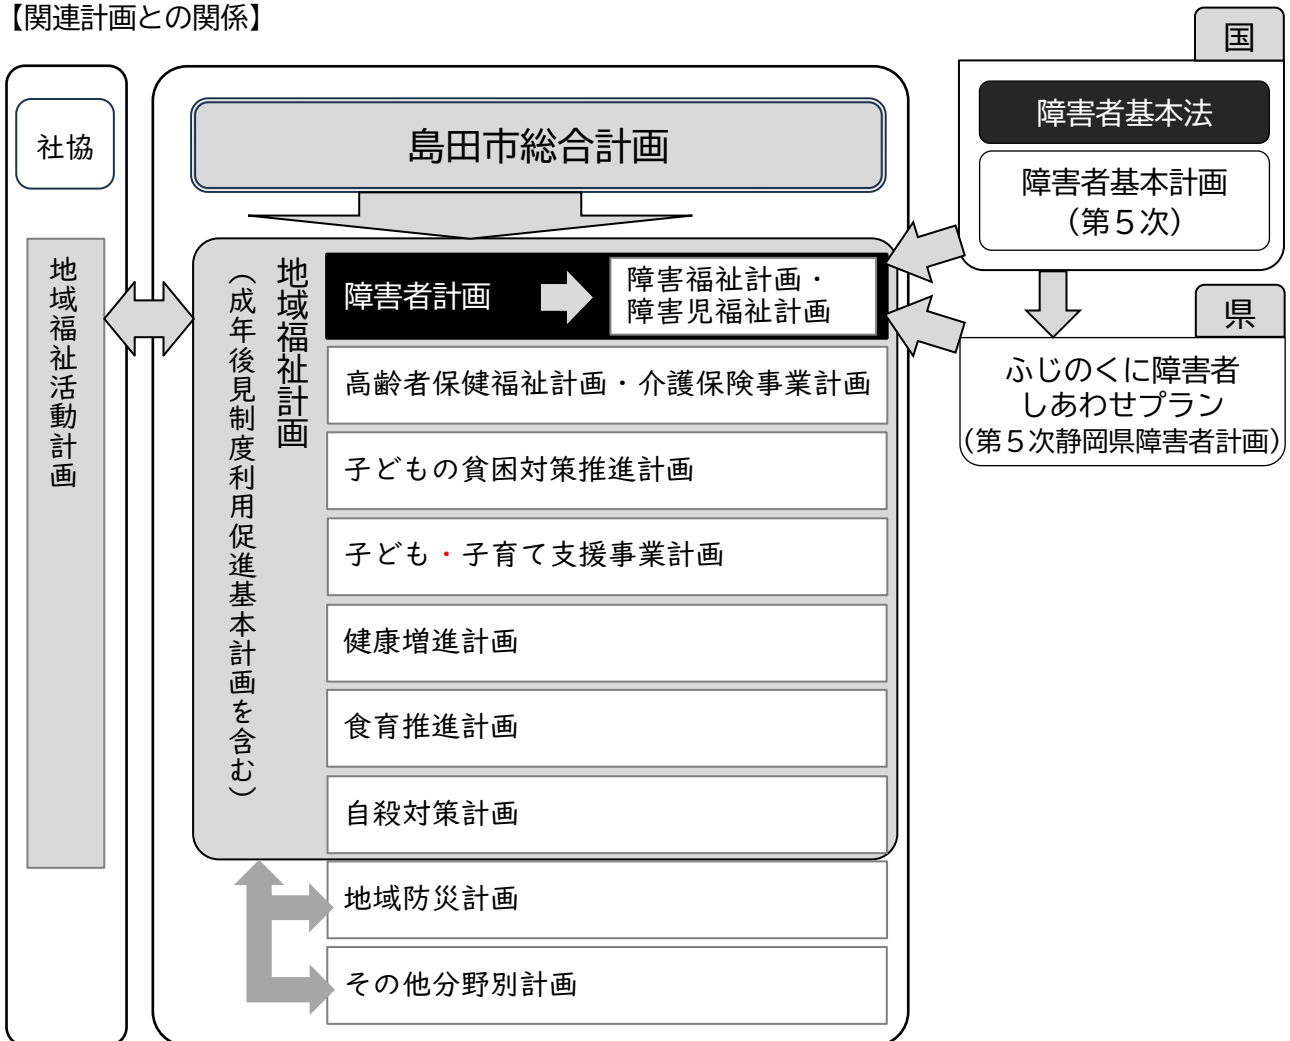 【関連計画との関係】
社協
地域福祉活動計画
島田市総合計画
地域福祉計画
（成年後見制度利用促進基本計画を含む）
障害者計画
障害福祉計画・
障害児福祉計画
高齢者保健福祉計画・介護保険事業計画
子どもの貧困対策推進計画
子ども・子育て支援事業計画
健康増進計画
食育推進計画
自殺対策計画
地域防災計画
その他分野別計画
国
障害者基本法
障害者基本計画
（第５次）
県
ふじのくに障害者
しあわせプラン
（第５次静岡県障害者計画）